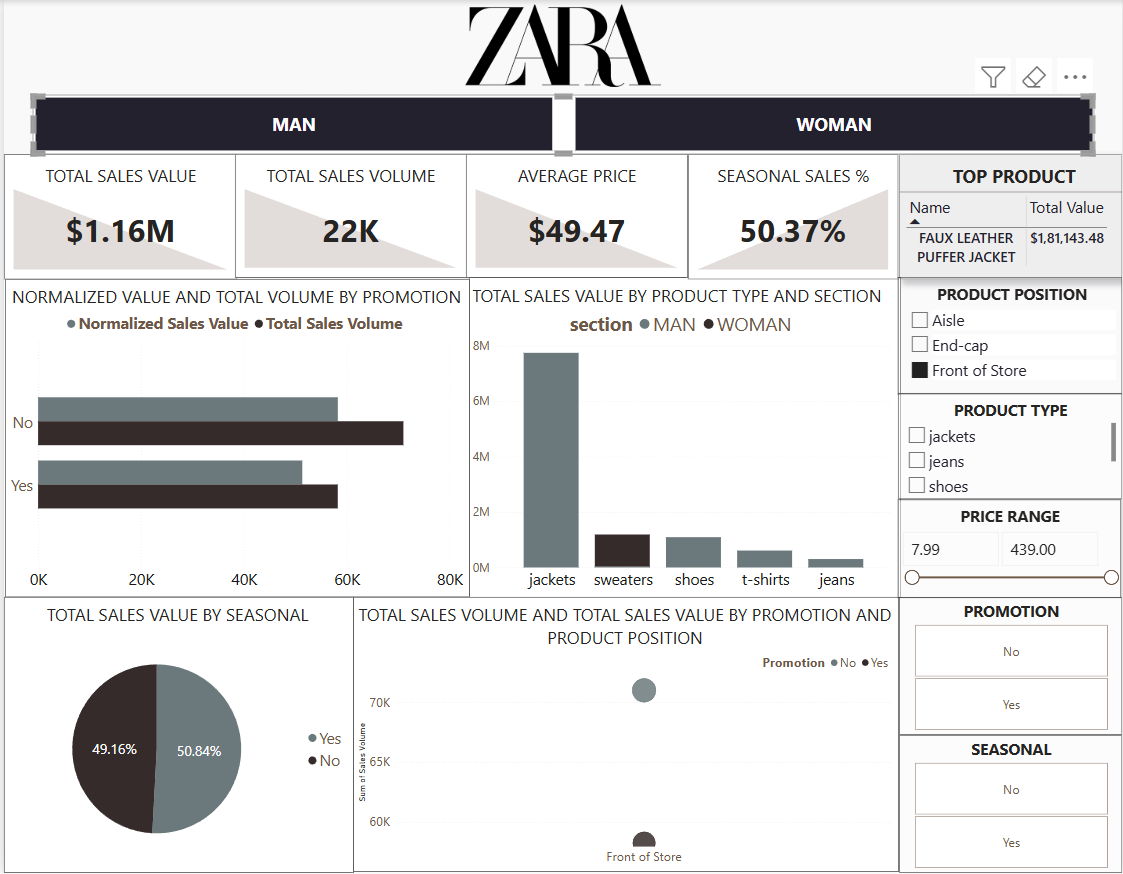 ZARA
MAN
WOMAN
TOTAL SALES VALUE
$1.16M
TOTAL SALES VOLUME
22K
AVERAGE PRICE
$49.47
SEASONAL SALES %
50.37%
TOP PRODUCT
Name Total Value
FAUX LEATHER $1,81,143.48
PUFFER JACKET
NORMALIZED VALUE AND TOTAL VOLUME BY PROMOTION
Normalized Sales Value Total Sales Volume
No
Yes
0K 20K 40K 60K 80K
TOTAL SALES VALUE BY PRODUCT TYPE AND SECTION
section MAN WOMAN
8M
6M
4M
2M
0M
jackets sweaters shoes t-shirts jeans
PRODUCT POSITION
Aisle
End-cap
Front of Store
PRODUCT TYPE
jackets
jeans
shoes
PRICE RANGE
7.99 439.00
TOTAL SALES VALUE BY SEASONAL
49.16% 50.84%
Yes
No
TOTAL SALES VOLUME AND TOTAL SALES VALUE BY PROMOTION AND
PRODUCT POSITION
Promotion No Yes
Sum of Sales Volume
70K
65K
60K
Front of Store
PROMOTION
No
Yes
SEASONAL
No
Yes